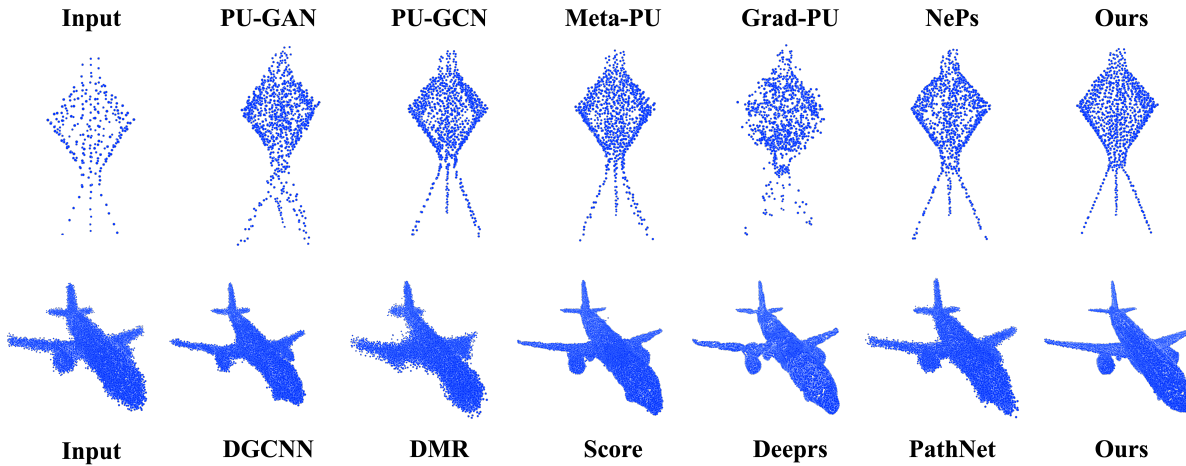 Input PU-GAN PU-GCN Meta-PU Grad-PU NePs Ours
Input DGCNN DMR Score Deeprs PathNet Ours